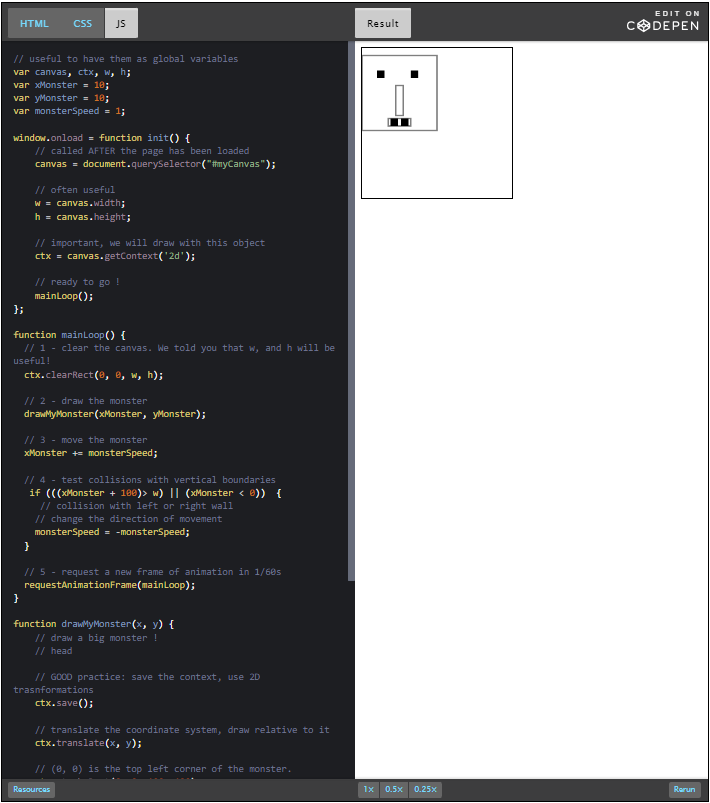 HTML CSS JS
Result
EDIT ON
CODEPEN
// useful to have them as global variables
var canvas, ctx, w, h;
var xMonster = 10;
var yMonster = 10;
var monsterSpeed = 1;
window.onload = function init() {
// called AFTER the page has been loaded
canvas = document.querySelector("#myCanvas");
// often useful
w = canvas.width;
h = canvas.height;
// important, we will draw with this object
ctx = canvas.getContext('2d');
// ready to go !
mainLoop();
};
function mainLoop() {
// 1 - clear the canvas. We told you that w, and h will be
useful!
ctx.clearRect(0, 0, w, h);
// 2 - draw the monster
drawMyMonster(xMonster, yMonster);
// 3 - move the monster
xMonster += monsterSpeed;
// 4 - test collisions with vertical boundaries
if (((xMonster + 100)> w) || (xMonster < 0)) {
// collision with left or right wall
// change the direction of movement
monsterSpeed = -monsterSpeed;
}
// 5 - request a new frame of animation in 1/60s
requestAnimationFrame(mainLoop);
}
function drawMyMonster(x, y) {
// draw a big monster !
// head
// GOOD practice: save the context, use 2D
trasnformations
ctx.save();
// translate the coordinate system, draw relative to it
ctx.translate(x, y);
// (0, 0) is the top left corner of the monster.
Resources
1× 0.5× 0.25×
Rerun